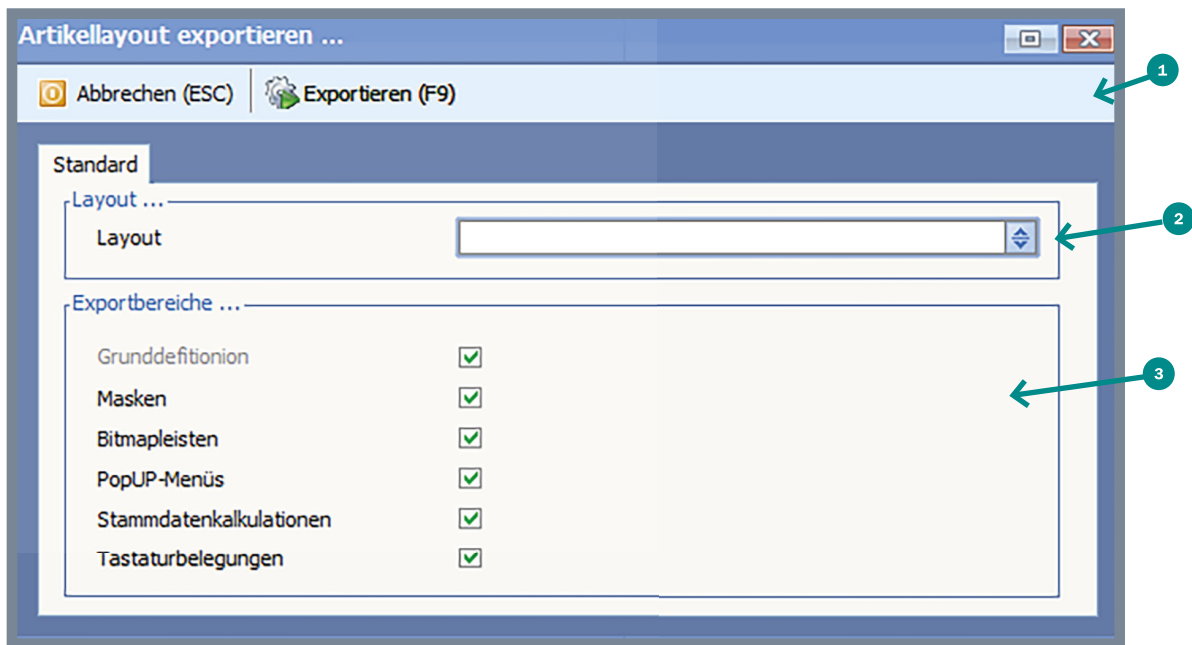 Artikellayout exportieren ...
Abbrechen (ESC) Exportieren (F9)
1
Standard
Layout ...
Layout
2
Exportbereiche ...
Grunddefitionion
3
Masken
Bitmapleisten
PopUP-Menüs
Stammdatenkalkulationen
Tastaturbelegungen